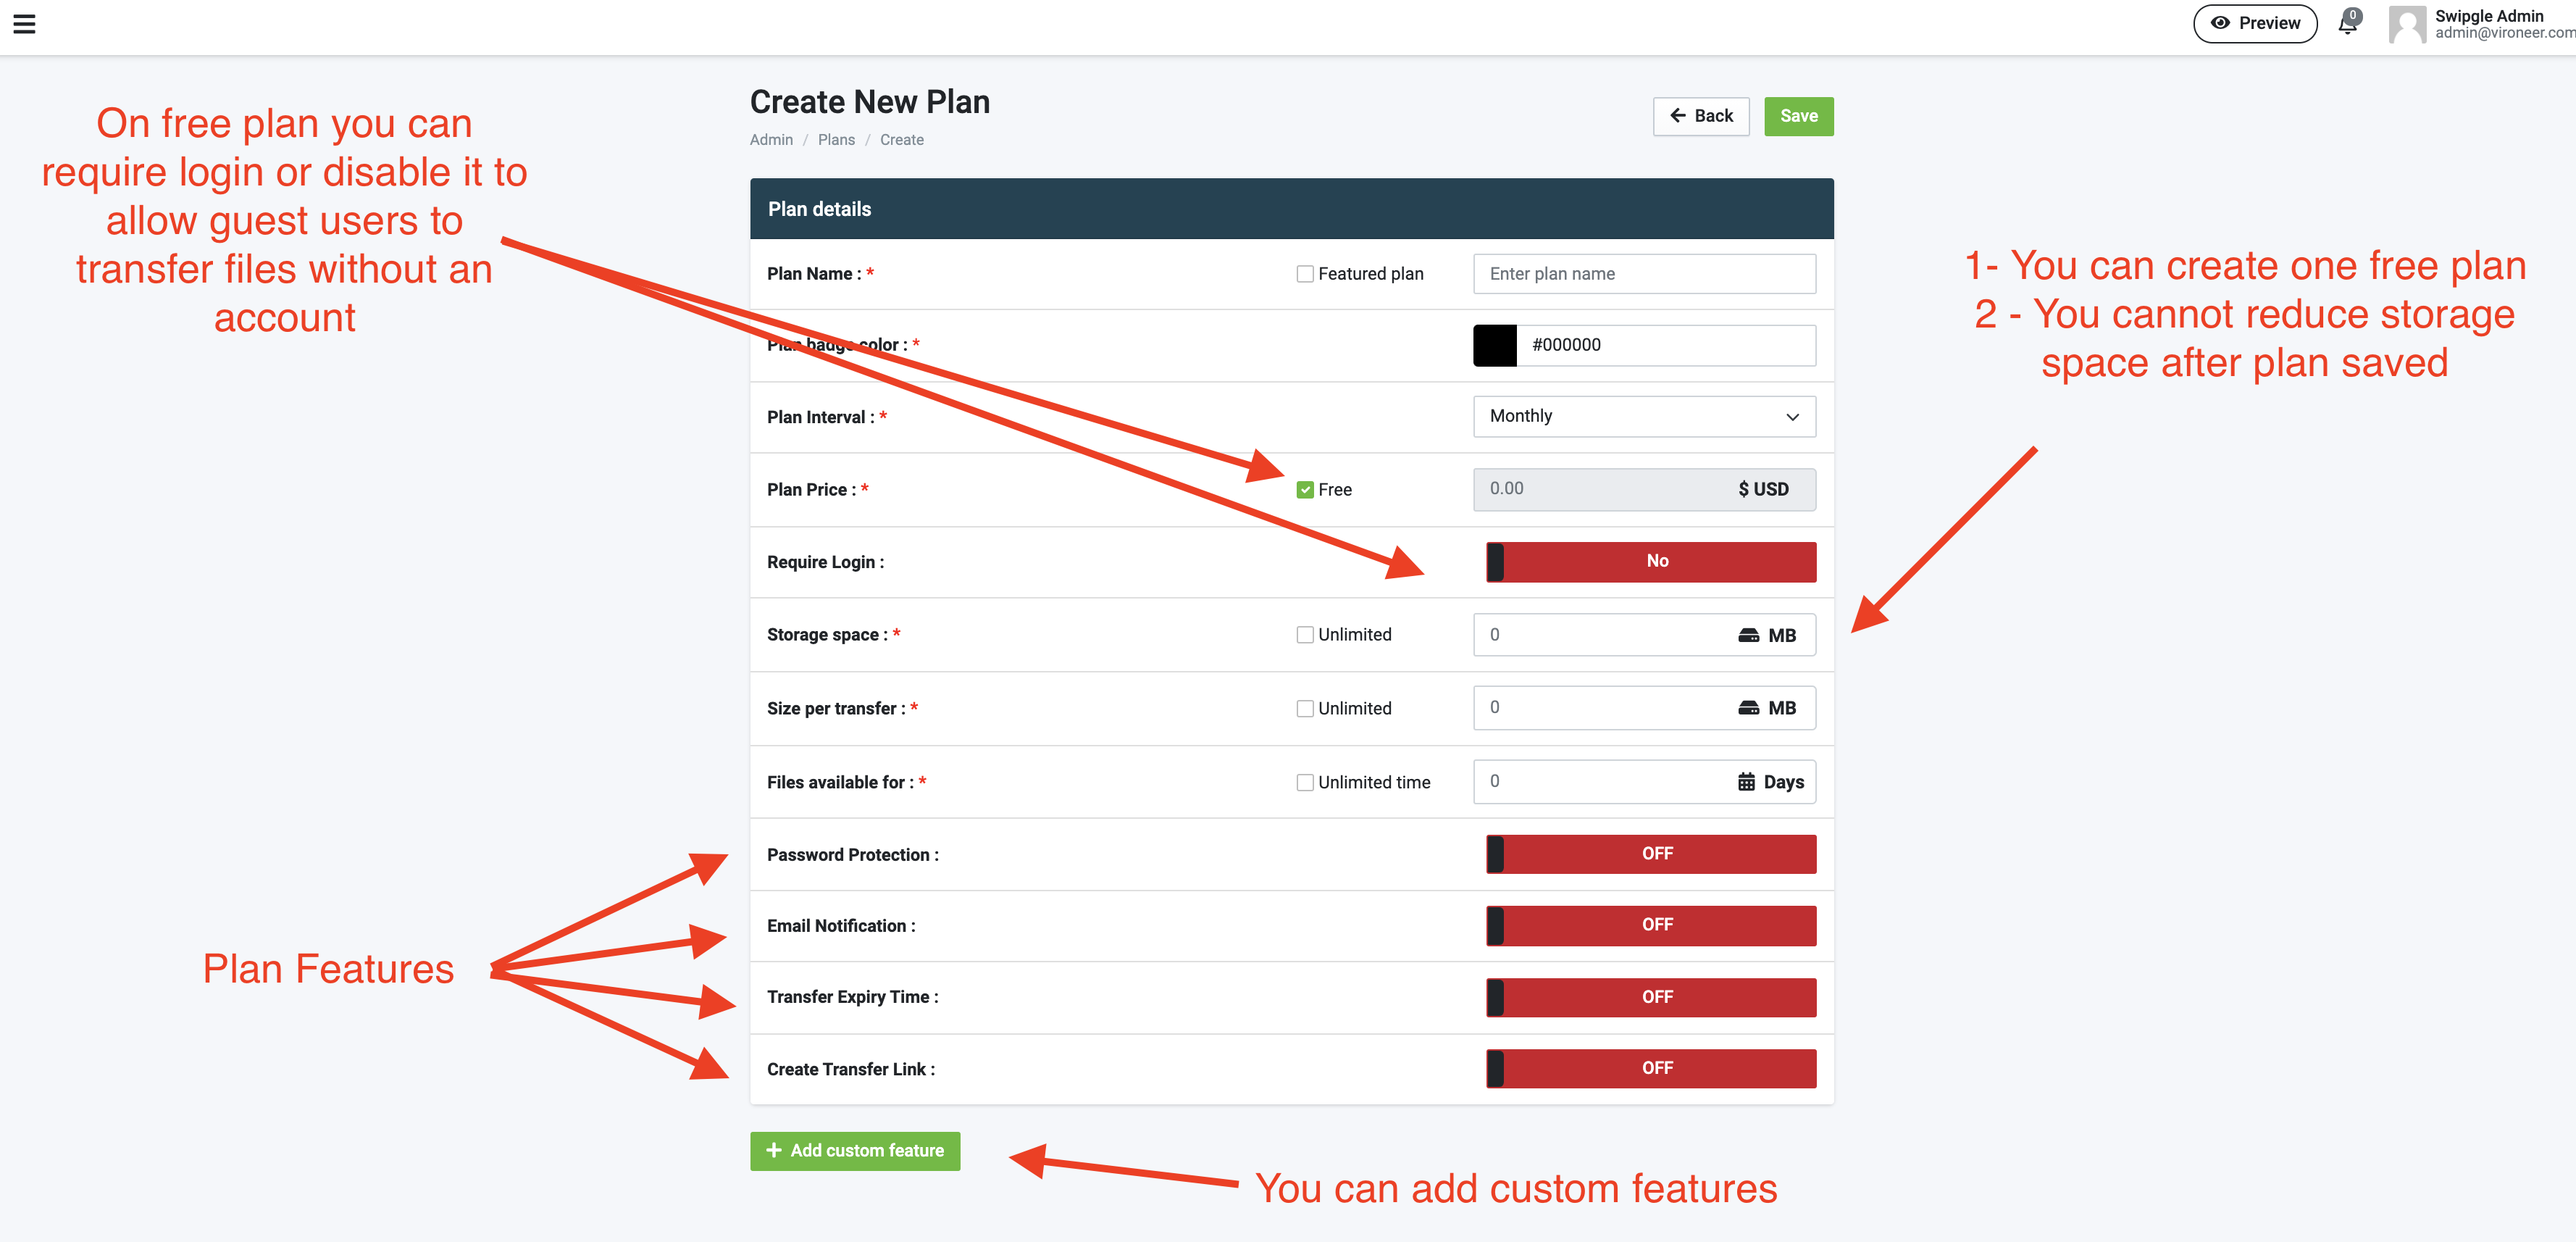 Preview
0
Swipgle Admin
admin@vironeer.com
Create New Plan
Admin / Plans / Create
Back
Save
On free plan you can
require login or disable it to
allow guest users to
transfer files without an
account
1- You can create one free plan
2 - You cannot reduce storage
space after plan saved
Plan details
Plan Name : * Featured plan Enter plan name
Plan badge color : * #000000
Plan Interval : * Monthly
Plan Price : * Free 0.00 $ USD
Require Login : No
Storage space : * Unlimited 0 MB
Size per transfer : * Unlimited 0 MB
Files available for : * Unlimited time 0 Days
Password Protection : OFF
Email Notification : OFF
Transfer Expiry Time : OFF
Create Transfer Link : OFF
Plan Features
+ Add custom feature
You can add custom features